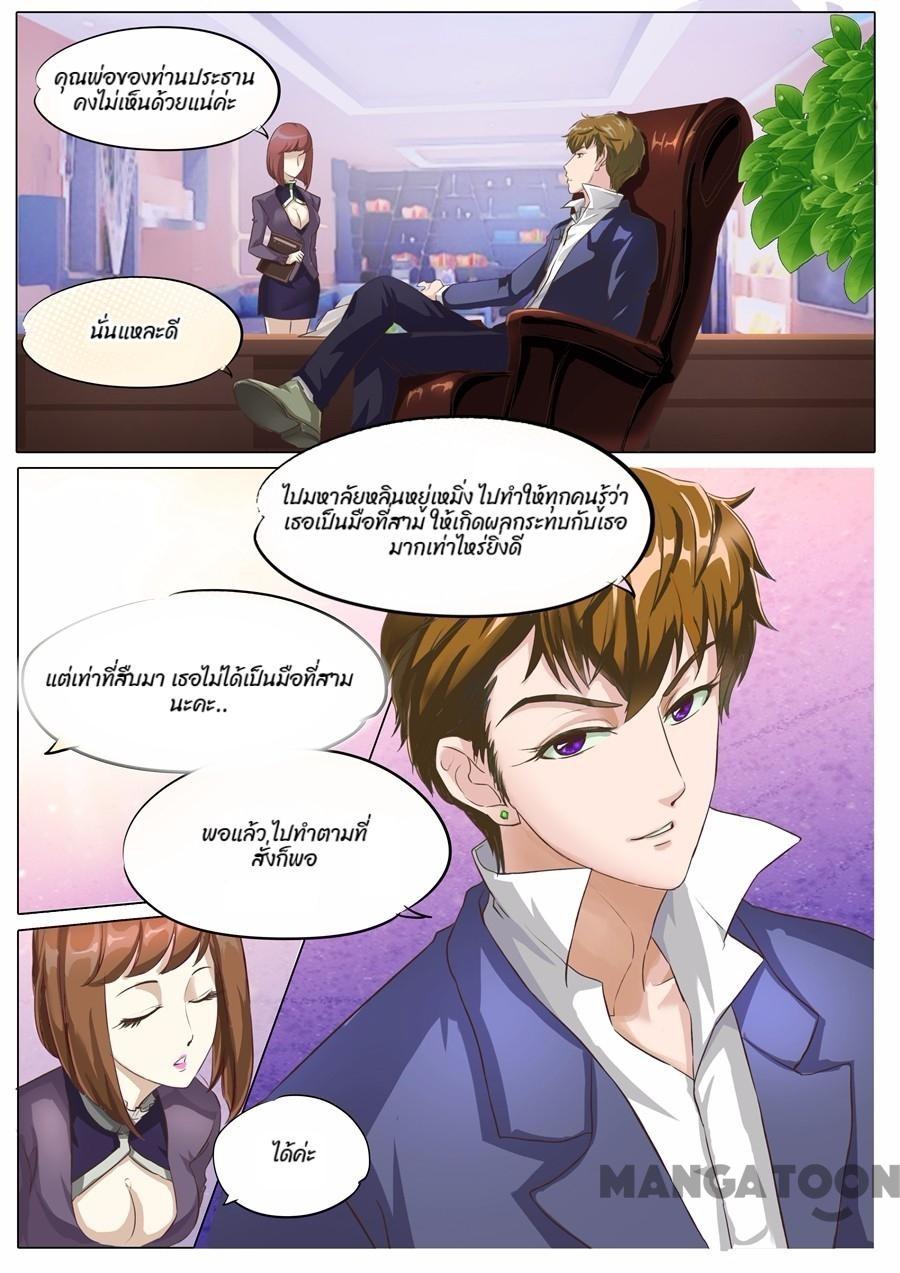 คุณพ่อของท่านประธาน
คงไม่เห็นด้วยแน่ค่ะ
นั่นแหละดี
ไปมหาลัยหลินหยู่เหมิ่ง ไปทำให้ทุกคนรู้ว่า
เธอเป็นมือที่สาม ให้เกิดผลกระทบกับเธอ
มากเท่าไหร่ยิ่งดี
แต่เท่าที่สืบมา เธอไม่ได้เป็นมือที่สาม
นะคะ..
พอแล้ว ไปทำตามที่
สั่งก็พอ
ได้ค่ะ
MANGATOON